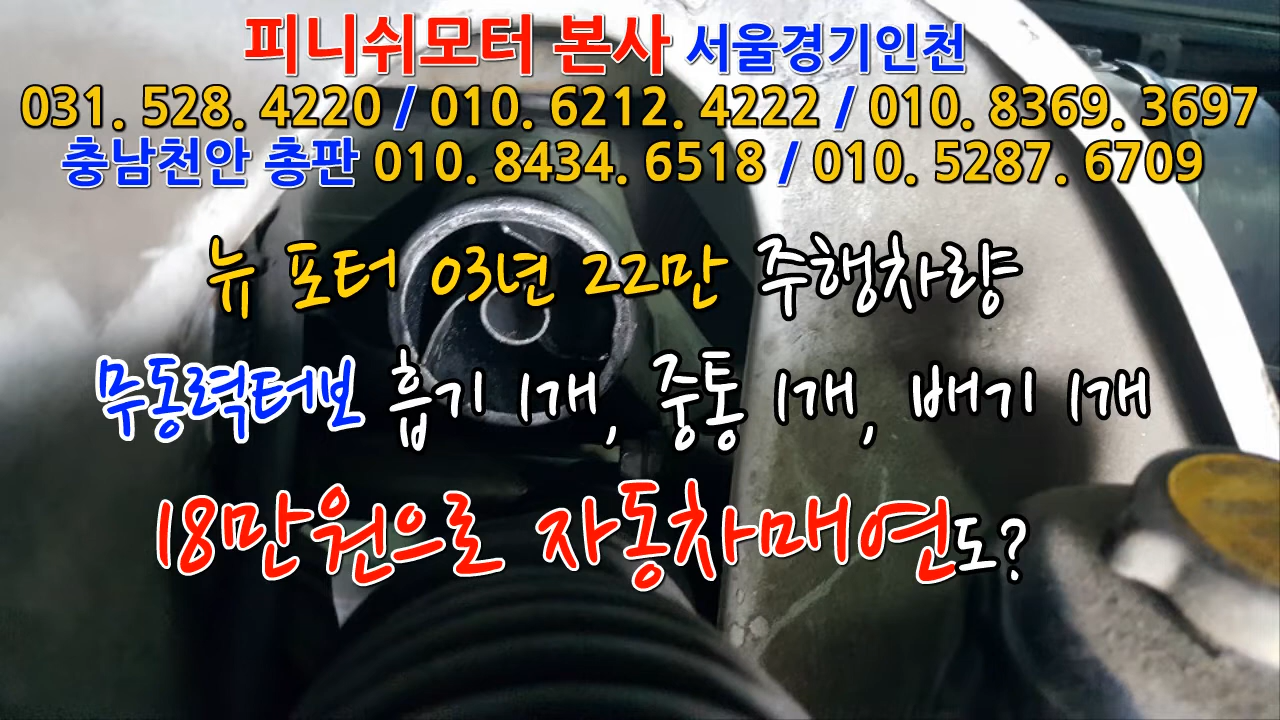 피니쉬모터 본사 서울경기인천
031. 528. 4220 / 010. 6212. 4222 / 010. 8369. 3697
충남천안 총판 010. 8434. 6518 / 010. 5287. 6709
뉴 포터 03년 22만 주행차량
무동력터보 흡기 1개, 중통 1개, 배기 1개
18만원으로 자동차매연도?